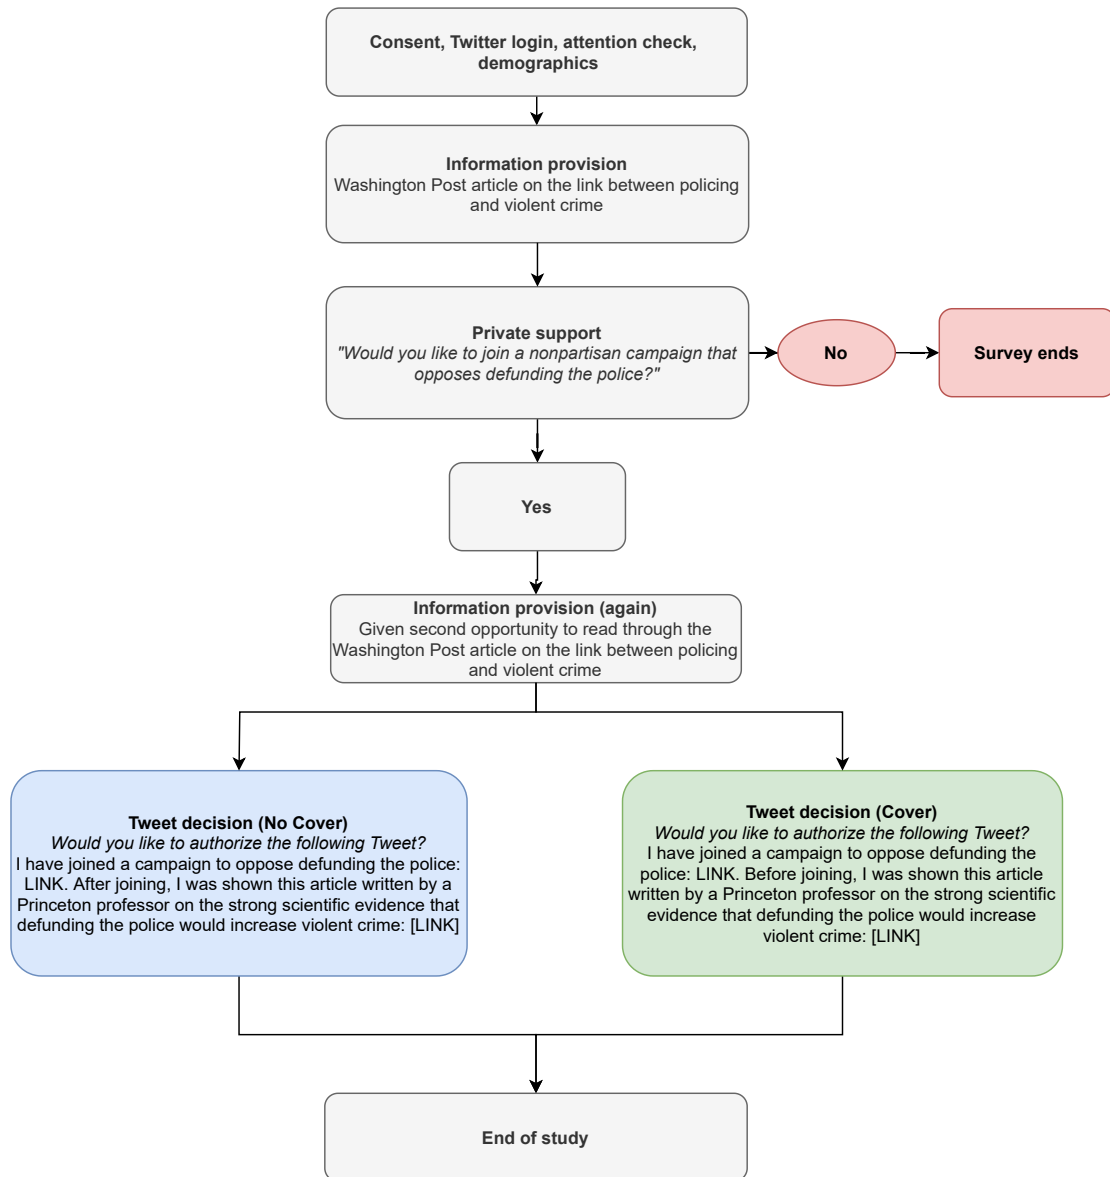 Consent, Twitter login, attention check,
demographics
Information provision
Washington Post article on the link between policing
and violent crime
Private support
"Would you like to join a nonpartisan campaign that
opposes defunding the police?"
No
Survey ends
Yes
Information provision (again)
Given second opportunity to read through the
Washington Post article on the link between policing
and violent crime
Tweet decision (No Cover)
Would you like to authorize the following Tweet?
I have joined a campaign to oppose defunding the police:
LINK. After joining, I was shown this article written by a
Princeton professor on the strong scientific evidence that
defunding the police would increase violent crime: [LINK]
Tweet decision (Cover)
Would you like to authorize the following Tweet?
I have joined a campaign to oppose defunding the
police: LINK. Before joining, I was shown this article
written by a Princeton professor on the strong scientific
evidence that defunding the police would increase
violent crime: [LINK]
End of study